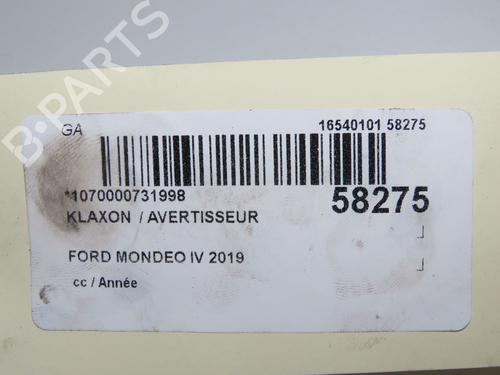 B-PARTS
GA 16540101 58275
*1070000731998
58275
KLAXON / AVERTISSEUR
FORD MONDEO IV 2019
cc / Année